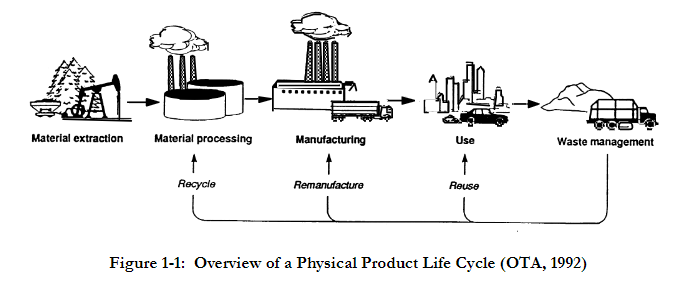 Material extraction Material processing Manufacturing Use Waste management
Recycle Remanufacture Reuse
Figure 1-1: Overview of a Physical Product Life Cycle (OTA, 1992)